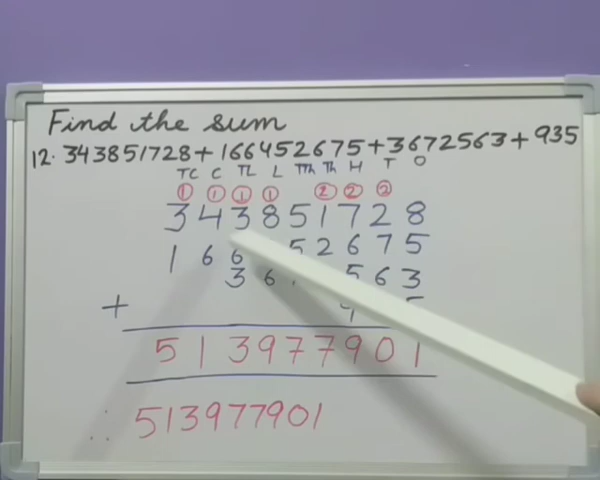 Find the sum
12. 343851728 + 166452675 + 3672563 + 935
TC C TL L TTh Th H T O
1 1 1 1 2 2 2
3 4 3 8 5 1 7 2 8
1 6 6 5 2 6 7 5
3 6 5 6 3
+
5 1 3 9 7 7 9 0 1
∴ 513977901